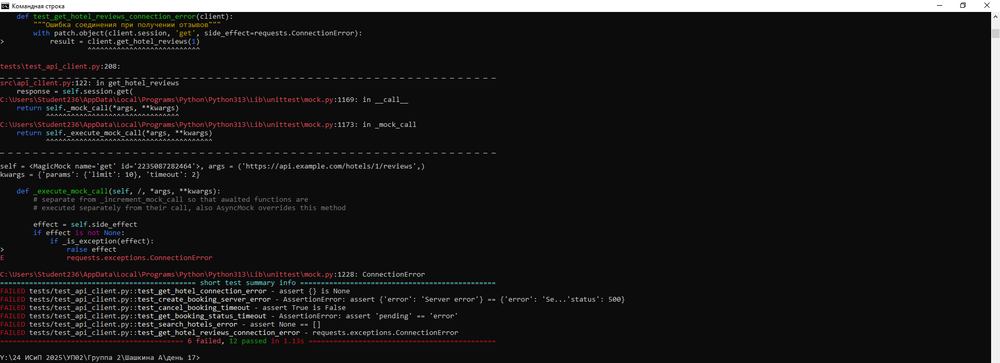 Командная строка
def test_get_hotel_reviews_connection_error(client):
"""Ошибка соединения при получении отзывов"""
with patch.object(client.session, 'get', side_effect=requests.ConnectionError):
> result = client.get_hotel_reviews(1)
^^^^^^^^^^^^^^^^^^^^^^^^^^^
tests\test_api_client.py:208:
_ _ _ _ _ _ _ _ _ _ _ _ _ _ _ _ _ _ _ _ _ _ _ _ _ _ _ _ _ _ _ _ _ _ _ _ _ _ _ _ _ _ _ _ _ _ _ _ _ _ _ _ _ _ _ _ _ _ _ _
src\api_client.py:122: in get_hotel_reviews
response = self.session.get(
C:\Users\Student236\AppData\Local\Programs\Python\Python313\Lib\unittest\mock.py:1169: in __call__
return self._mock_call(*args, **kwargs)
^^^^^^^^^^^^^^^^^^^^^^^^^^^^^^^^
C:\Users\Student236\AppData\Local\Programs\Python\Python313\Lib\unittest\mock.py:1173: in _mock_call
return self._execute_mock_call(*args, **kwargs)
^^^^^^^^^^^^^^^^^^^^^^^^^^^^^^^^^^^^^^^^
_ _ _ _ _ _ _ _ _ _ _ _ _ _ _ _ _ _ _ _ _ _ _ _ _ _ _ _ _ _ _ _ _ _ _ _ _ _ _ _ _ _ _ _ _ _ _ _ _ _ _ _ _ _ _ _ _ _ _ _
self = <MagicMock name='get' id='2235087282464'>, args = ('https://api.example.com/hotels/1/reviews',)
kwargs = {'params': {'limit': 10}, 'timeout': 2}
def _execute_mock_call(self, /, *args, **kwargs):
# separate from _increment_mock_call so that awaited functions are
# executed separately from their call, also AsyncMock overrides this method
effect = self.side_effect
if effect is not None:
if _is_exception(effect):
> raise effect
E requests.exceptions.ConnectionError
C:\Users\Student236\AppData\Local\Programs\Python\Python313\Lib\unittest\mock.py:1228: ConnectionError
=============================================== short test summary info ===============================================
FAILED tests/test_api_client.py::test_get_hotel_connection_error - assert {} is None
FAILED tests/test_api_client.py::test_create_booking_server_error - AssertionError: assert {'error': 'Server error'} == {'error': 'Se...'status': 500}
FAILED tests/test_api_client.py::test_cancel_booking_timeout - assert True is False
FAILED tests/test_api_client.py::test_get_booking_status_timeout - AssertionError: assert 'pending' == 'error'
FAILED tests/test_api_client.py::test_search_hotels_error - assert None == []
FAILED tests/test_api_client.py::test_get_hotel_reviews_connection_error - requests.exceptions.ConnectionError
============================================ 6 failed, 12 passed in 1.13s =============================================
Y:\24 ИСиП 2025\УП02\Группа 2\Шашкина А\день 17>